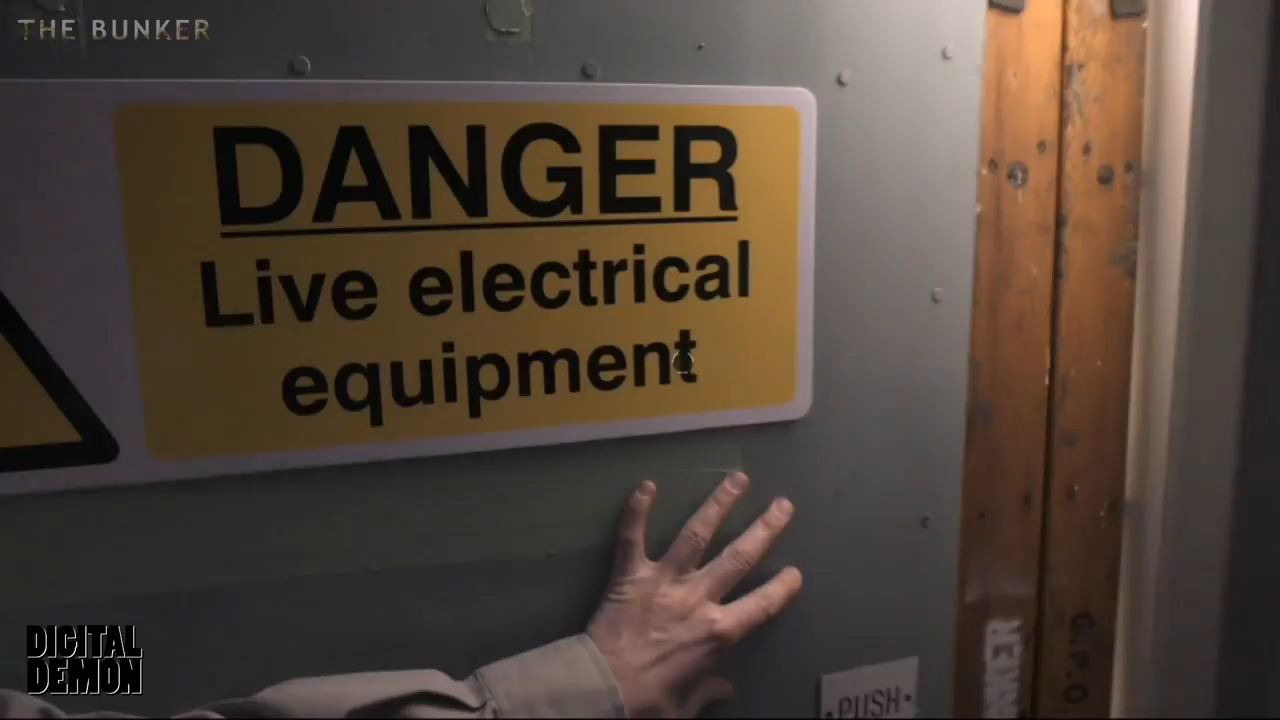 THE BUNKER
DANGER
Live electrical
equipment
DIGITAL
DEMON
G.P.O.
·PUSH·